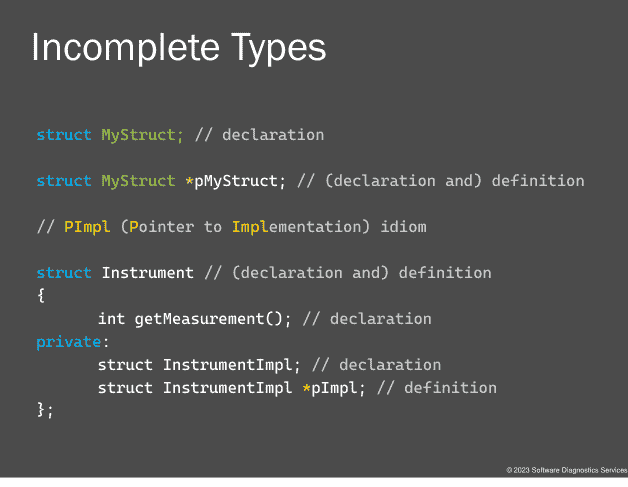 Incomplete Types
struct MyStruct; // declaration
struct MyStruct *pMyStruct; // (declaration and) definition
// PImpl (Pointer to Implementation) idiom
struct Instrument // (declaration and) definition
{
int getMeasurement(); // declaration
private:
struct InstrumentImpl; // declaration
struct InstrumentImpl *pImpl; // definition
};
© 2023 Software Diagnostics Services